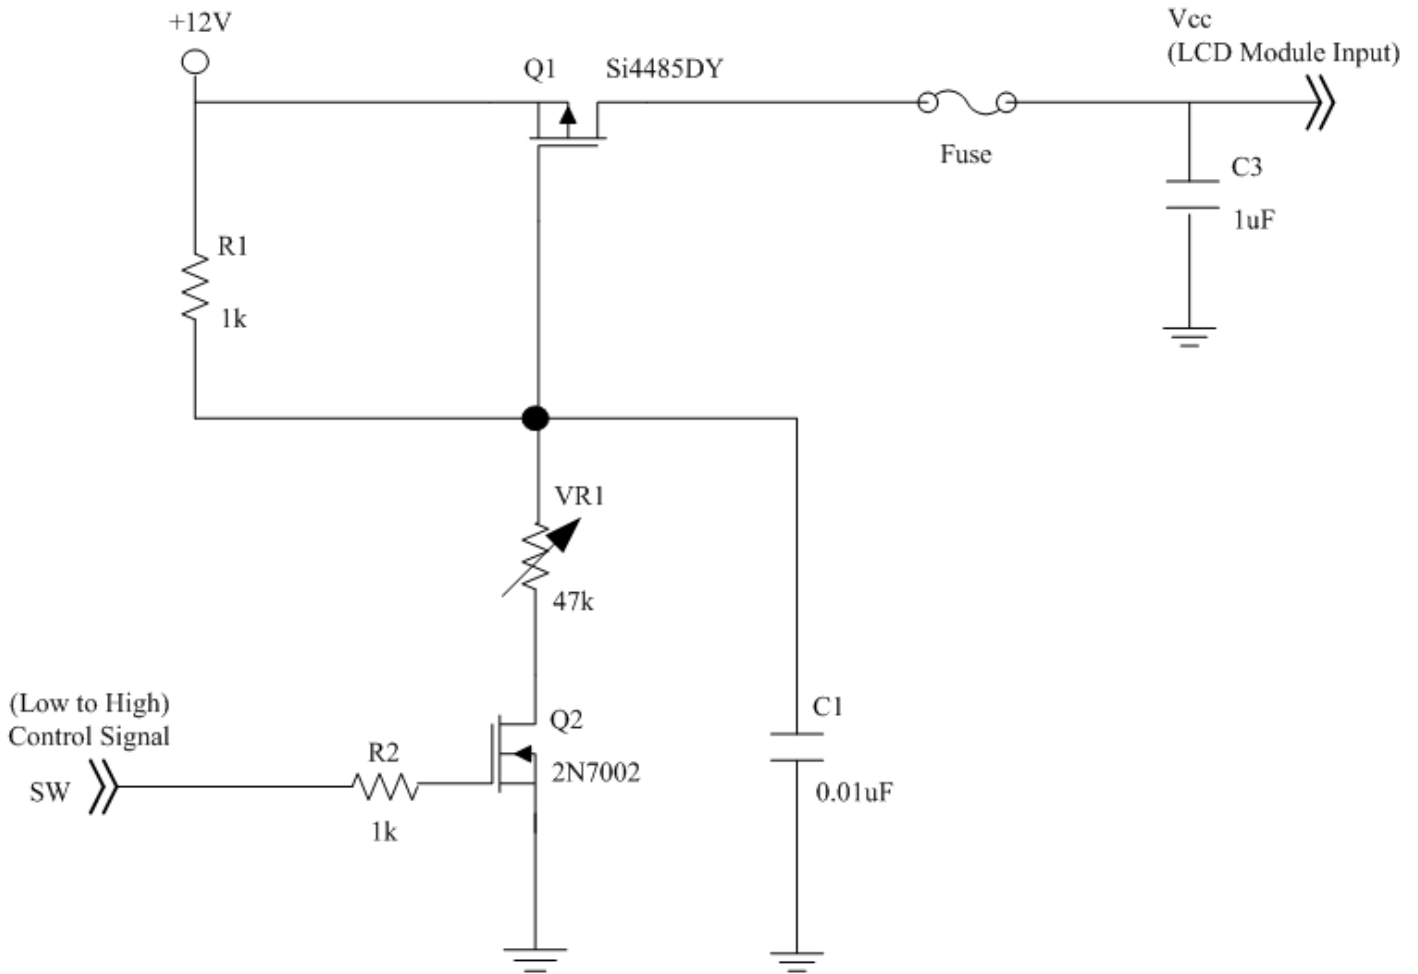 +12V
Vcc
(LCD Module Input)
Q1
Si4485DY
Fuse
C3
1uF
R1
1k
VR1
47k
(Low to High)
Control Signal
SW
R2
1k
Q2
2N7002
C1
0.01uF